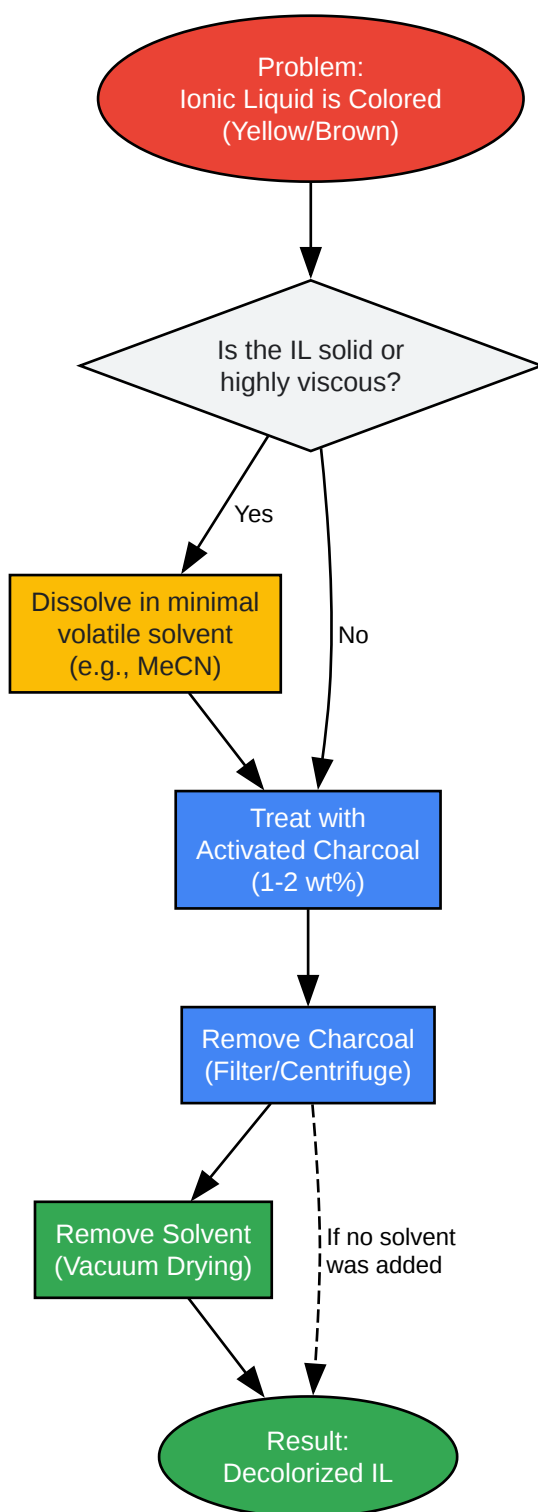 Problem:
Ionic Liquid is Colored
(Yellow/Brown)
Is the IL solid or
highly viscous?
Yes
Dissolve in minimal
volatile solvent
(e.g., MeCN)
No
Treat with
Activated Charcoal
(1-2 wt%)
Remove Charcoal
(Filter/Centrifuge)
Remove Solvent
(Vacuum Drying)
If no solvent
was added
Result:
Decolorized IL